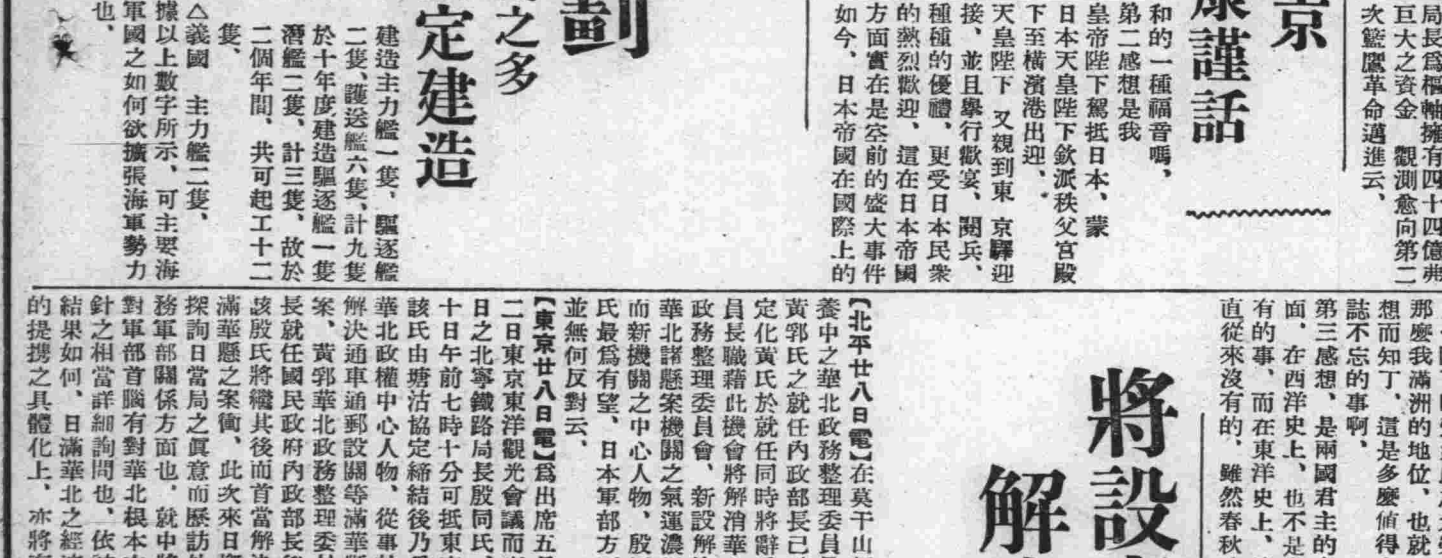 局長爲樞軸擁有四十四億弗
巨大之資金　觀測愈向第二
次籃鷹革命邁進云、
京
康謹話
和的一種福音嗎、
第二感想是我
皇帝陛下駕抵日本、蒙
日本天皇陛下欽派秩父宮殿
下至橫濱港出迎、
天皇陛下　又親到東　京驛迎
接、並且舉行歡宴、閱兵、
種種的優禮、更受日本民衆
的熱烈歡迎、這在日本帝國
方面實在是空前的盛大事件
如今、日本帝國在國際上的
劃
之多
定建造
建造主力艦一隻、驅逐艦
二隻、護送艦六隻、計九隻
於十年度建造驅逐艦一隻
潛艦二隻、計三隻、故於
二個年間、共可起工十二
隻、
△義國　主力艦二隻、
據以上數字所示、可主要海
軍國之如何欲擴張海軍勢力
也、
那麼我滿洲的地位、也就
想而知了、這是多麼値得
誌不忘的事啊、
第三感想、是兩國君主的
面、在西洋史上、也不是
有的事、而在東洋史上、
直從來沒有的、雖然春秋
將設
解
【北平廿八日電】在莫干山
養中之華北政務整理委員
黃郛氏之就任內政部長已
定化黃氏於就任同時將辭
員長職藉此機會將解消華
政務整理委員會、新設解
華北諸懸案機關之氣運濃
而新機關之中心人物、殷
氏最爲有望、日本軍部方
並無何反對云、
【東京廿八日電】爲出席五
二日東京東洋觀光會議而
日之北寧鐵路局長殷同氏
十日午前七時十分可抵東
該氏由塘沽協定締結後乃
華北政權中心人物、從事
解決通車通郵設關等滿華
案、黃郛華北政務整理委
長就任國民政府內政部長
該殷氏將繼其後而首當解決
滿華懸之案衝、此次來日
探詢日當局之眞意而歷訪
務軍部關係方面也、就中
對軍部首腦有對華北根本
針之相當詳細詢問也、依
結果如何、日滿華北之經
的提携之具體化上、亦將